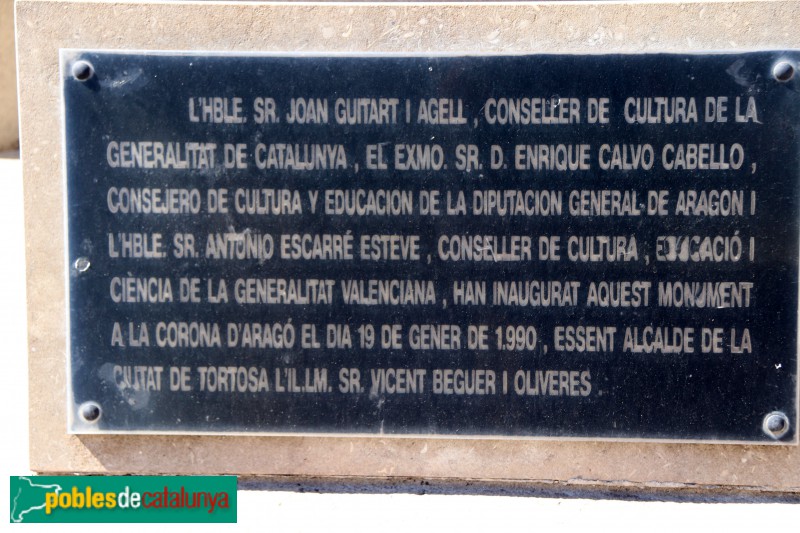 L'HBLE. SR. JOAN GUITART I AGELL, CONSELLER DE CULTURA DE LA
GENERALITAT DE CATALUNYA, EL EXMO. SR. D. ENRIQUE CALVO CABELLO,
CONSEJERO DE CULTURA Y EDUCACION DE LA DIPUTACION GENERAL DE ARAGON I
L'HBLE. SR. ANTONIO ESCARRÉ ESTEVE, CONSELLER DE CULTURA, EDUCACIÓ I
CIÈNCIA DE LA GENERALITAT VALENCIANA, HAN INAUGURAT AQUEST MONUMENT
A LA CORONA D'ARAGÓ EL DIA 19 DE GENER DE 1.990, ESSENT ALCALDE DE LA
CIUTAT DE TORTOSA L'IL.LM. SR. VICENT BEGUER I OLIVERES
poblesdecatalunya